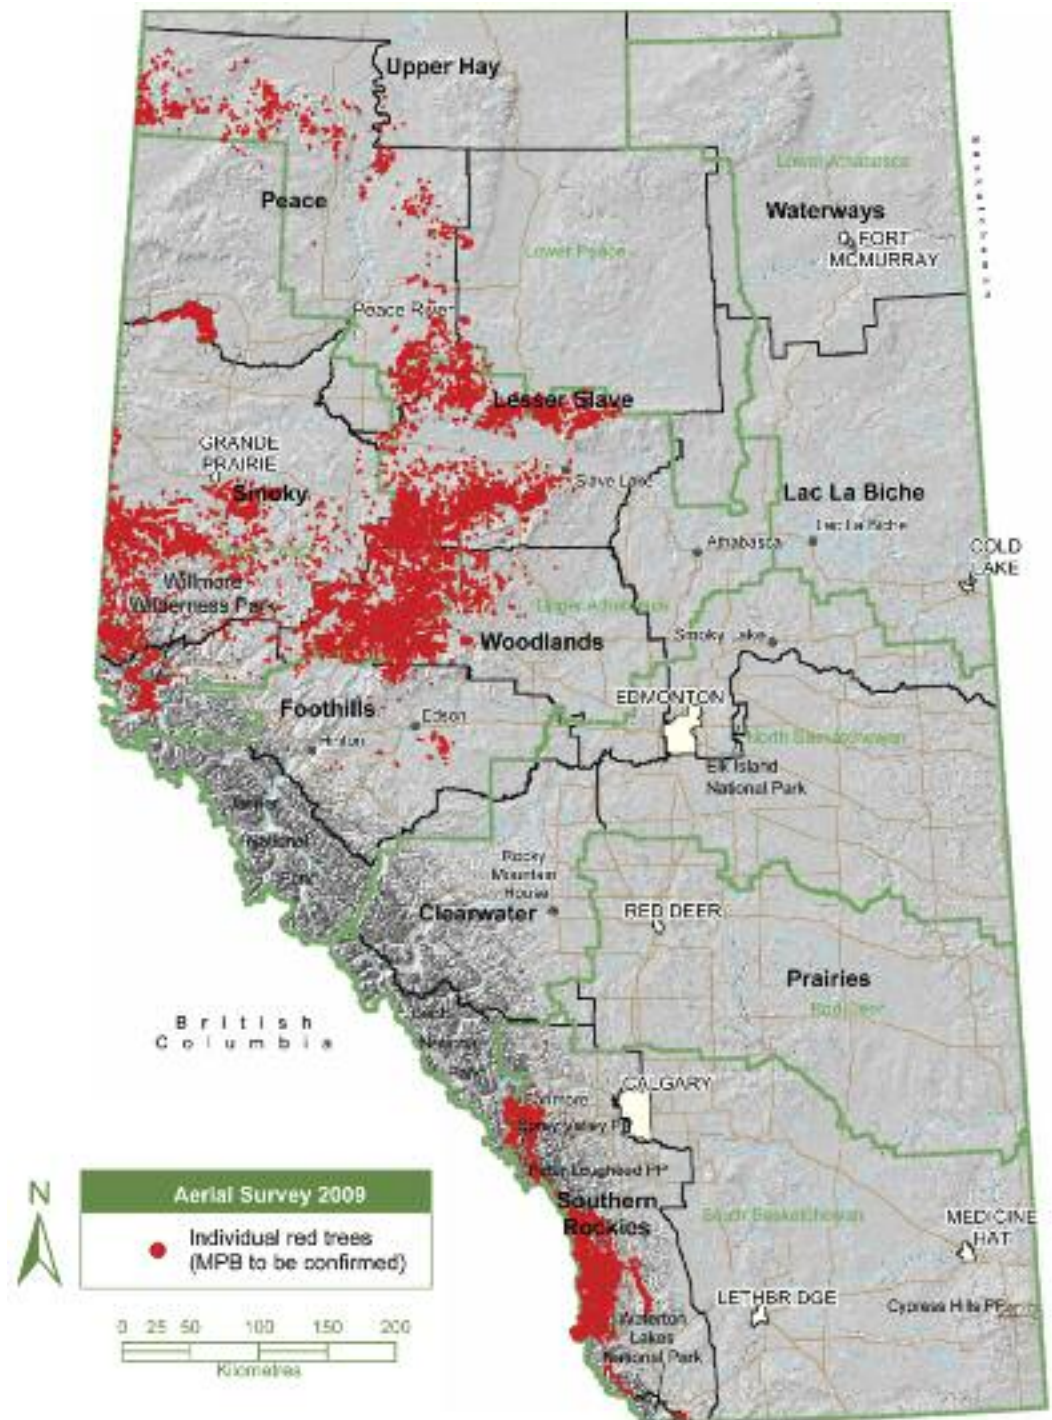 Upper Hay
Lower Athabasca
Peace
Waterways
FORT
MCMURRAY
Lower Peace
Saskatchewan
Peace River
Lesser Slave
GRANDE
PRAIRIE
Smoky
Slave Lake
Lac La Biche
Lac La Biche
Athabasca
COLD
LAKE
Willmore
Wilderness Park
Upper Athabasca
Woodlands
Smoky Lake
EDMONTON
Foothills
Edson
Hinton
North Saskatchewan
Elk Island
National Park
Jasper
National
Park
Rocky
Mountain
House
Clearwater
RED DEER
Prairies
Red Deer
British
Columbia
Banff
National
Park
CALGARY
Canmore
Spray Valley PP
Peter Lougheed PP
Southern
Rockies
South Saskatchewan
MEDICINE
HAT
LETHBRIDGE
Cypress Hills PP
Waterton
Lakes
National Park
N
Aerial Survey 2009
Individual red trees
(MPB to be confirmed)
0 25 50 100 150 200
Kilometres